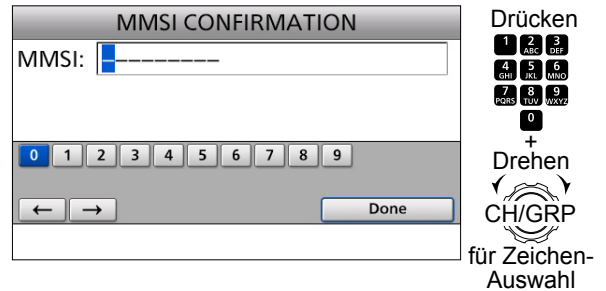 MMSI CONFIRMATION
MMSI: ---------
0 1 2 3 4 5 6 7 8 9
← →
Done
Drücken
1 2 ABC 3 DEF
4 GHI 5 JKL 6 MNO
7 PQRS 8 TUV 9 WXYZ
0
+
Drehen
CH/GRP
für Zeichen-
Auswahl